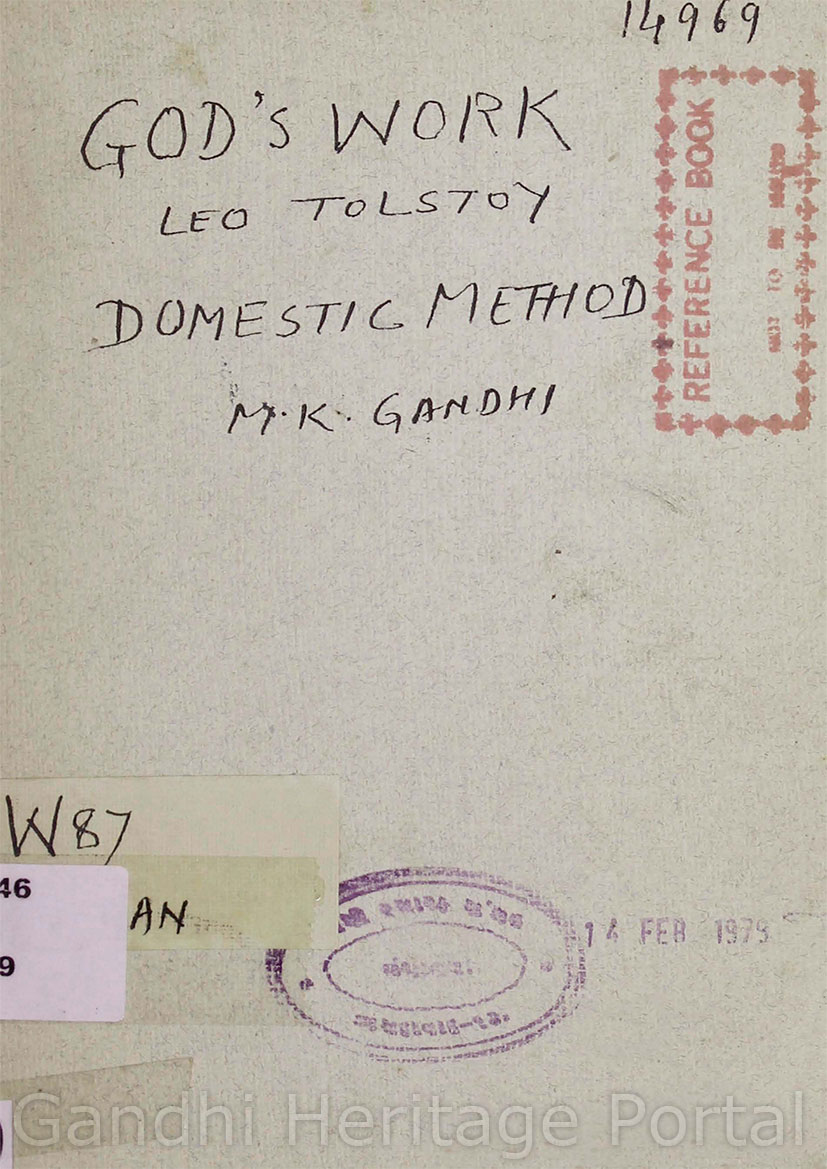 14969
GOD'S WORK
LEO TOLSTOY
DOMESTIC METHOD
M.K. GANDHI
REFERENCE BOOK
W87
46
AN
9
14 FEB 1979
Gandhi Heritage Portal